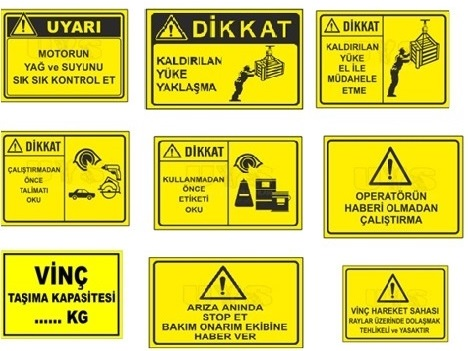 UYARI
MOTORUN
YAĞ ve SUYUNU
SIK SIK KONTROL ET
DİKKAT
KALDIRILAN
YÜKE
YAKLAŞMA
DİKKAT
KALDIRILAN
YÜKE
EL İLE
MÜDAHELE
ETME
DİKKAT
ÇALIŞTIRMADAN
ÖNCE
TALİMATI
OKU
DİKKAT
KULLANMADAN
ÖNCE
ETİKETİ
OKU
OPERATÖRÜN
HABERİ OLMADAN
ÇALIŞTIRMA
VİNÇ
TAŞIMA KAPASİTESİ
...... KG
ARIZA ANINDA
STOP ET
BAKIM ONARIM EKİBİNE
HABER VER
VİNÇ HAREKET SAHASI
RAYLAR ÜZERİNDE DOLAŞMAK
TEHLİKELİ ve YASAKTIR